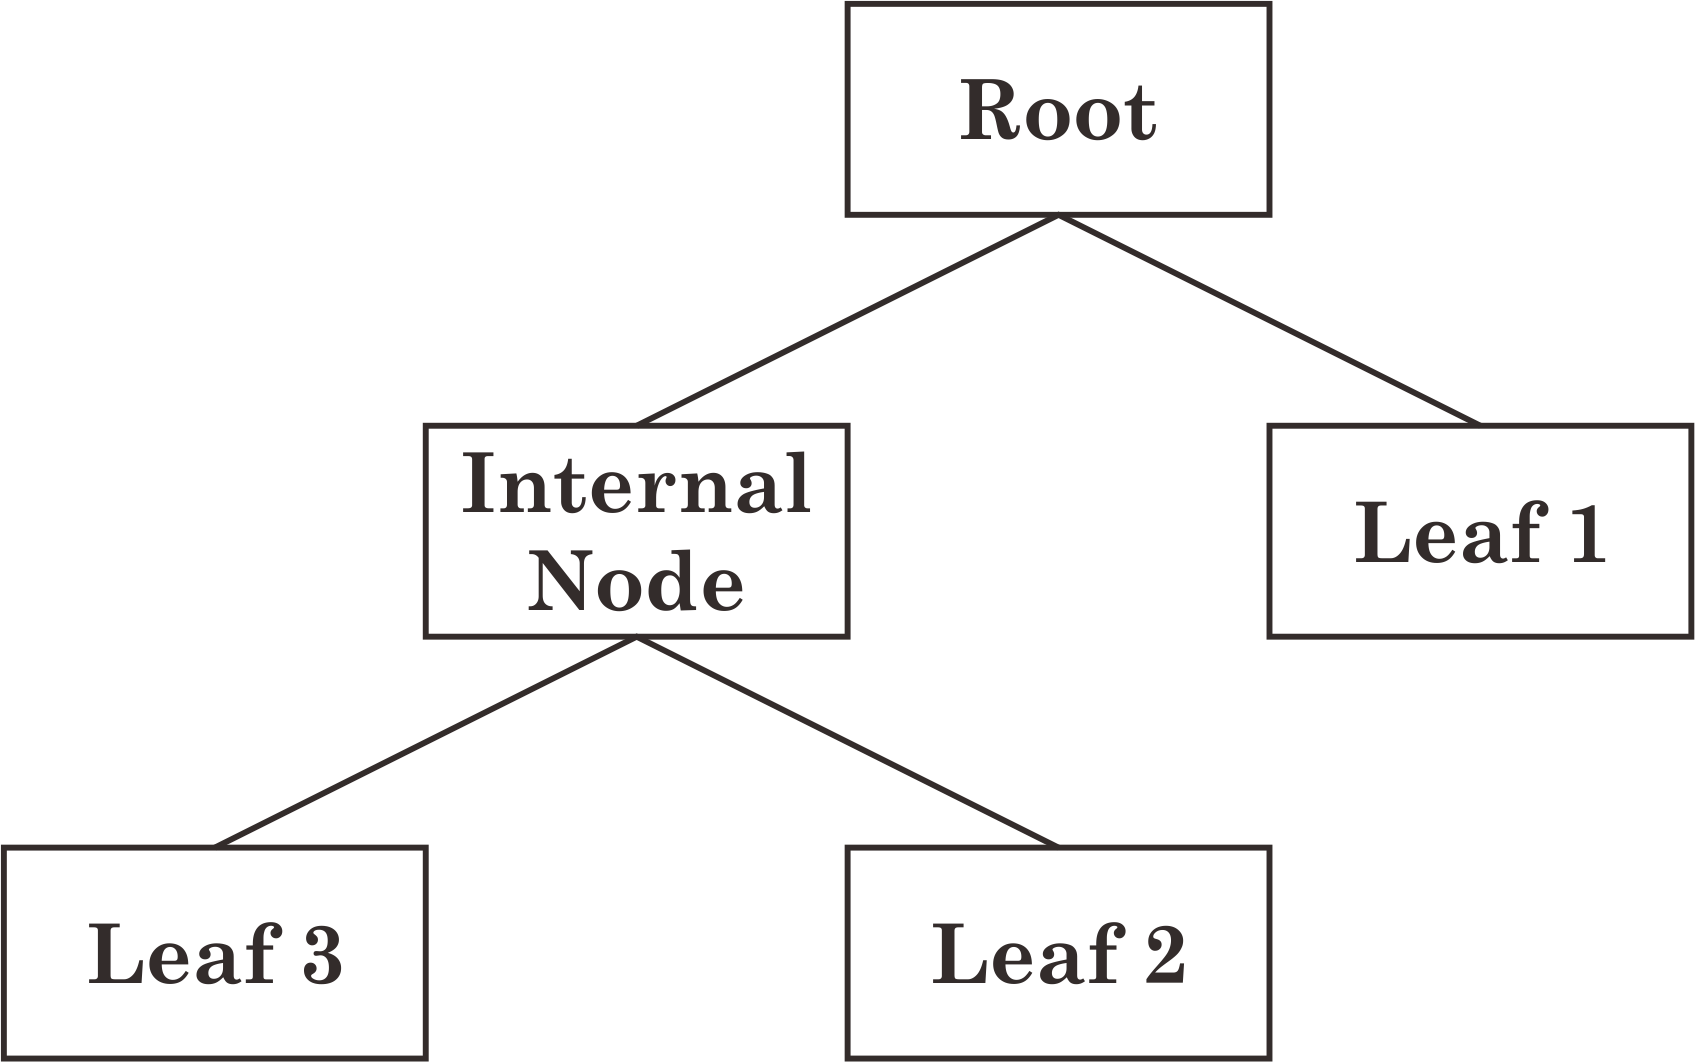 Root
Internal
Node
Leaf 1
Leaf 3
Leaf 2